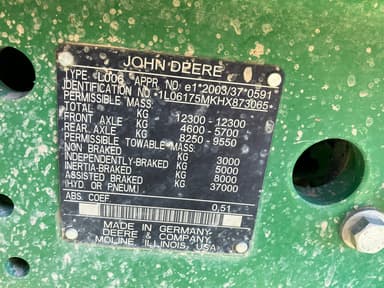 JOHN DEERE
TYPE L006 APPR. NO e1*2003/37*0591
IDENTIFICATION NO *1L06175MKHX873065*
PERMISSIBLE MASS:
TOTAL KG 12300 - 12300
FRONT AXLE KG 4600 - 5700
REAR AXLE KG 8250 - 9550
PERMISSIBLE TOWABLE MASS:
NON BRAKED KG 3000
INDEPENDENTLY-BRAKED KG 5000
INERTIA-BRAKED KG 8000
ASSISTED BRAKED KG 37000
(HYD. OR PNEUM)
ABS. COEF 0,51
MADE IN GERMANY
DEERE & COMPANY
MOLINE, ILLINOIS, USA